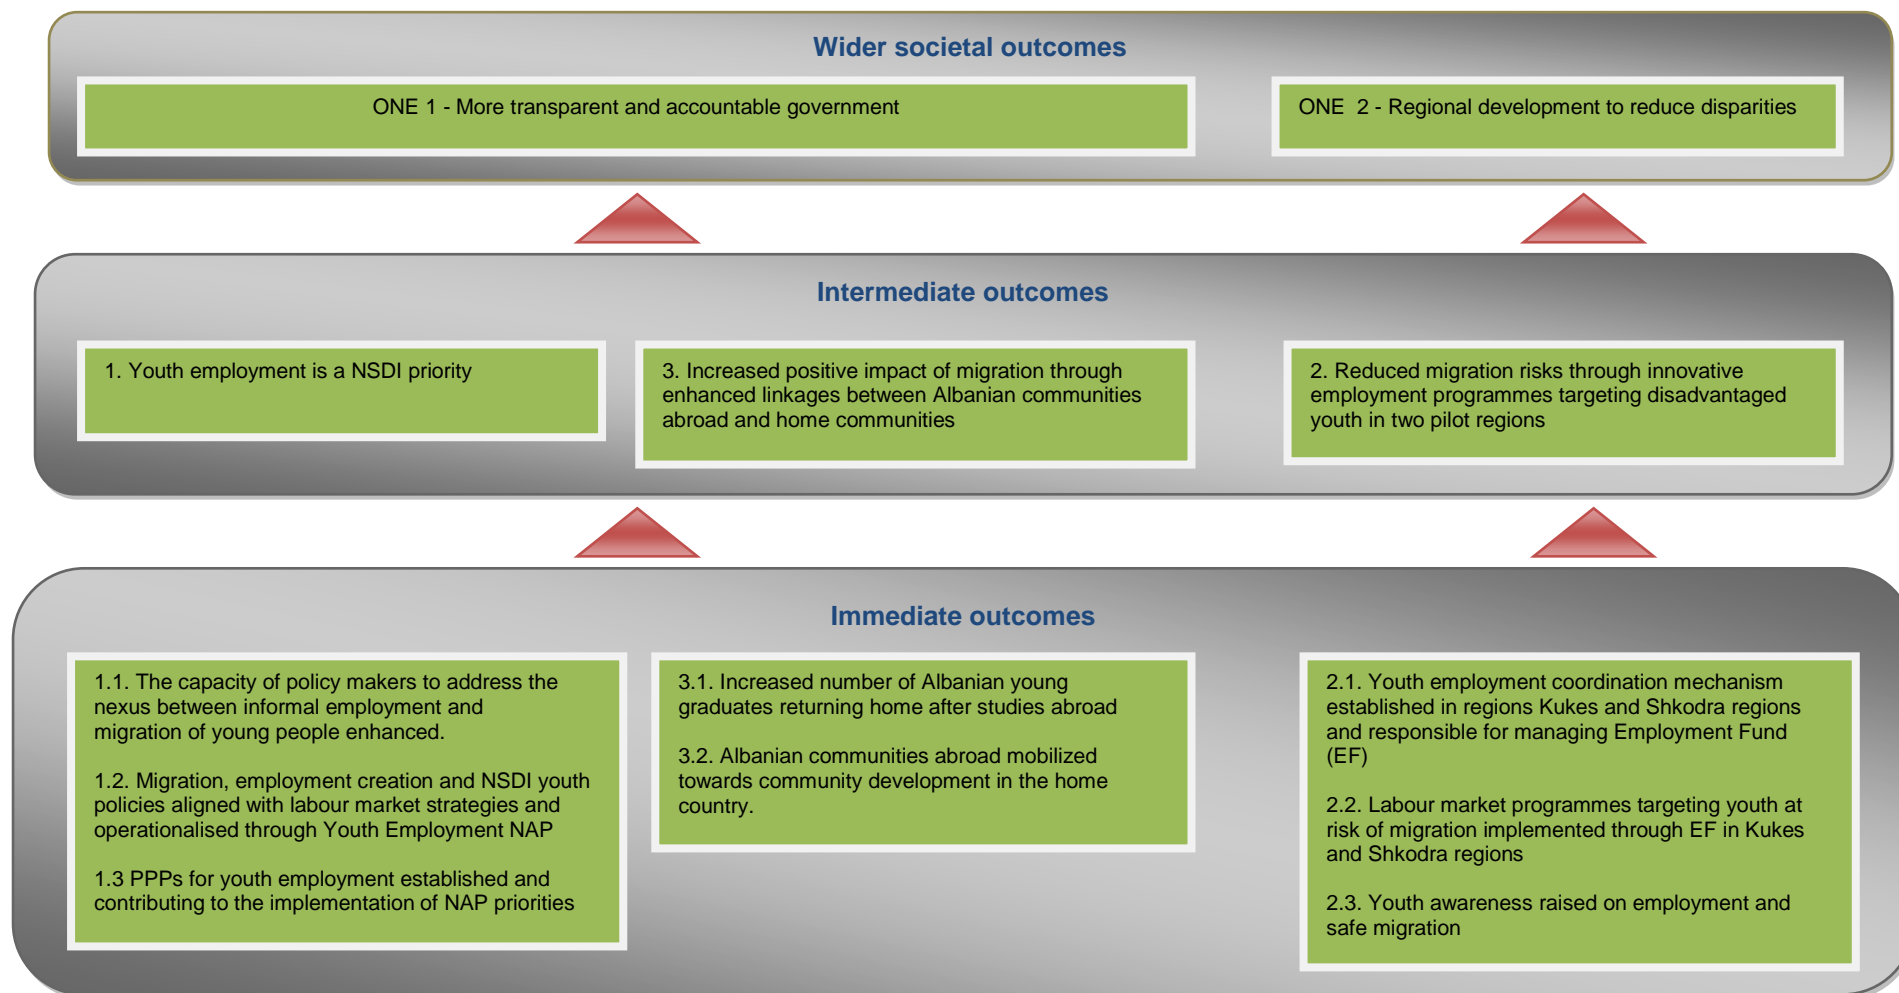 Wider societal outcomes
ONE 1 - More transparent and accountable government
ONE 2 - Regional development to reduce disparities
Intermediate outcomes
1. Youth employment is a NSDI priority
3. Increased positive impact of migration through
enhanced linkages between Albanian communities
abroad and home communities
2. Reduced migration risks through innovative
employment programmes targeting disadvantaged
youth in two pilot regions
Immediate outcomes
1.1. The capacity of policy makers to address the
nexus between informal employment and
migration of young people enhanced.
1.2. Migration, employment creation and NSDI youth
policies aligned with labour market strategies and
operationalised through Youth Employment NAP
1.3 PPPs for youth employment established and
contributing to the implementation of NAP priorities
3.1. Increased number of Albanian young
graduates returning home after studies abroad
3.2. Albanian communities abroad mobilized
towards community development in the home
country.
2.1. Youth employment coordination mechanism
established in regions Kukes and Shkodra regions
and responsible for managing Employment Fund
(EF)
2.2. Labour market programmes targeting youth at
risk of migration implemented through EF in Kukes
and Shkodra regions
2.3. Youth awareness raised on employment and
safe migration